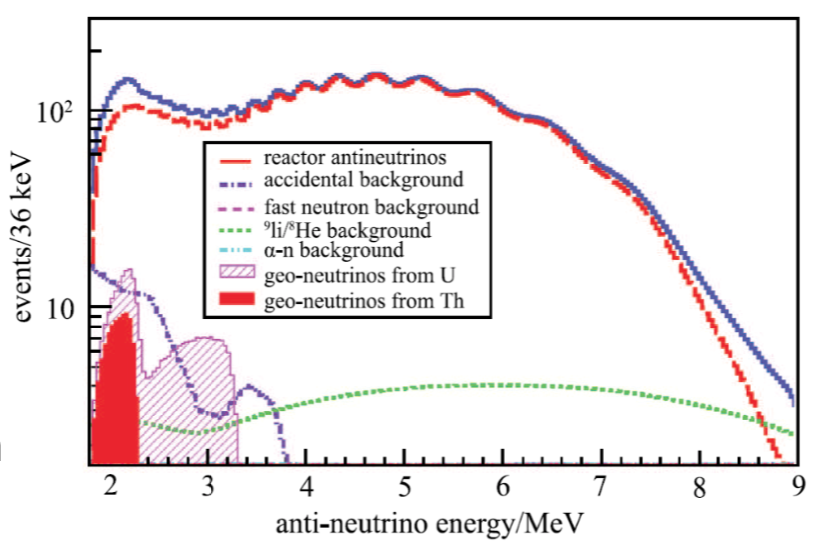 10²
reactor antineutrinos
accidental background
fast neutron background
⁹li/⁸He background
α-n background
geo-neutrinos from U
geo-neutrinos from Th
10
events/36 keV
2 3 4 5 6 7 8 9
anti-neutrino energy/MeV